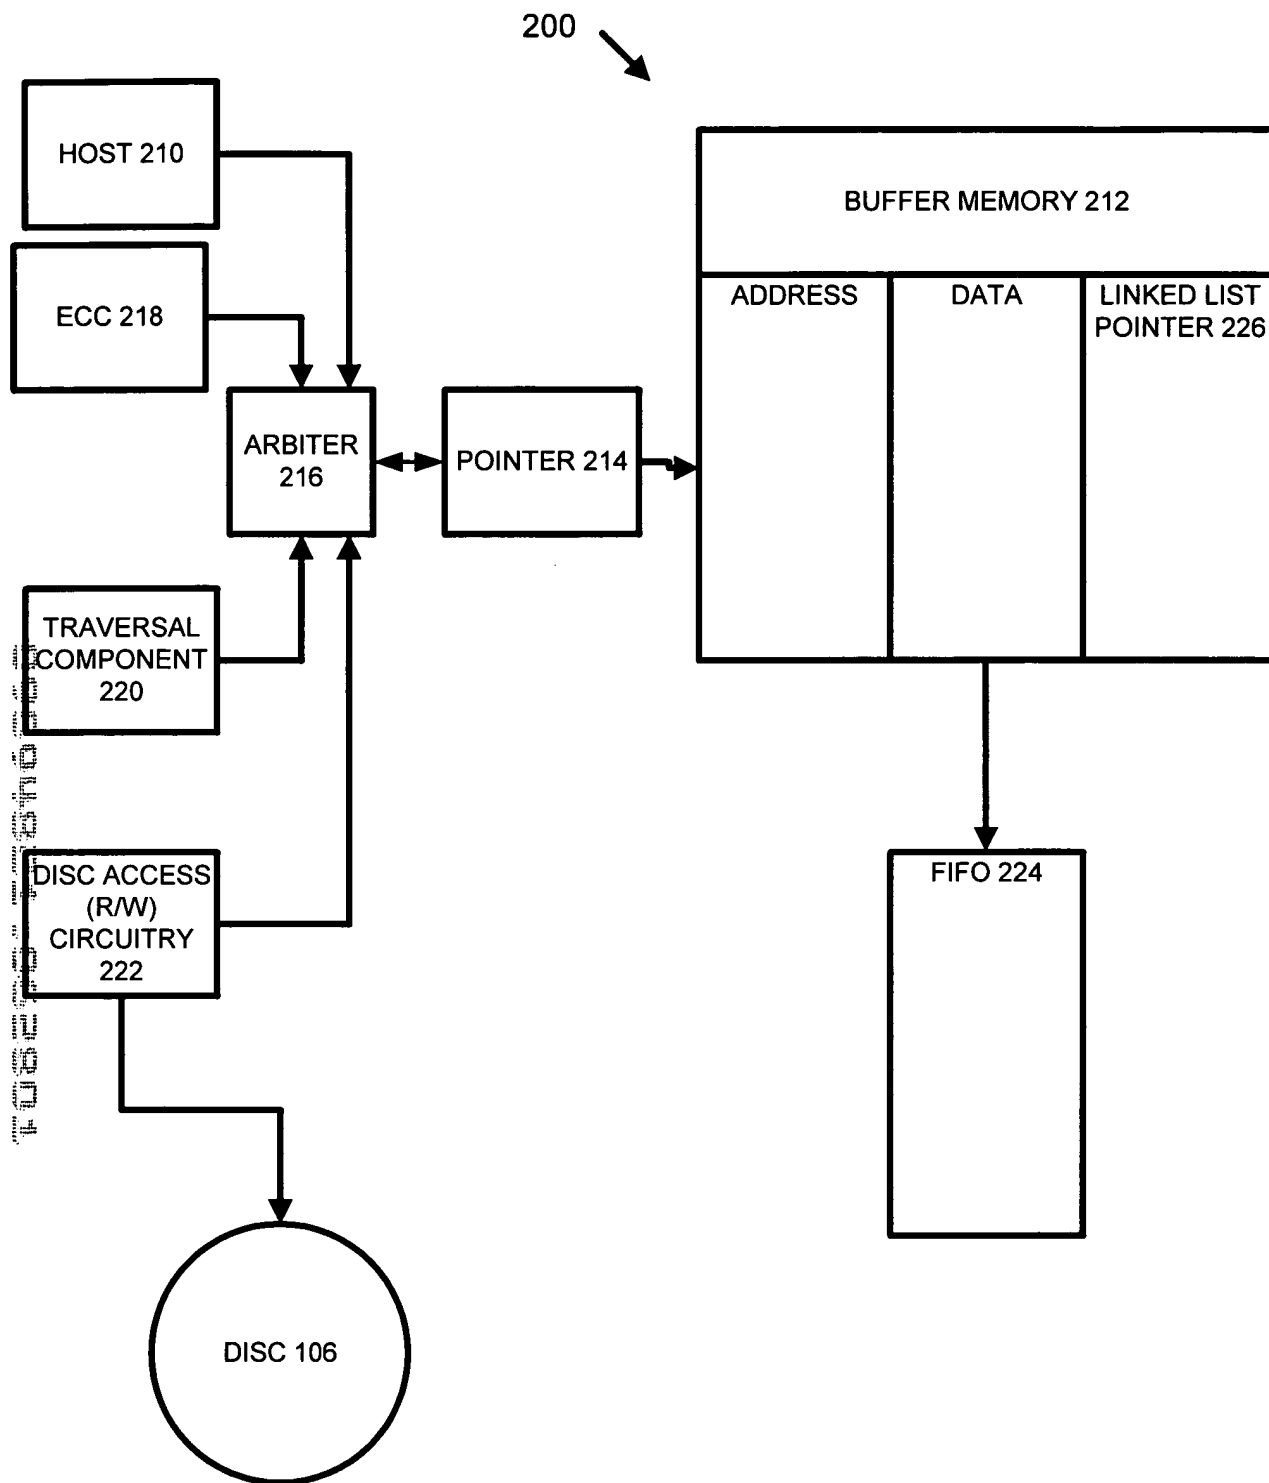 200
HOST 210
BUFFER MEMORY 212
ECC 218
ADDRESS
DATA
LINKED LIST
POINTER 226
ARBITER
216
POINTER 214
TRAVERSAL
COMPONENT
220
DISC ACCESS
(R/W)
CIRCUITRY
222
FIFO 224
DISC 106